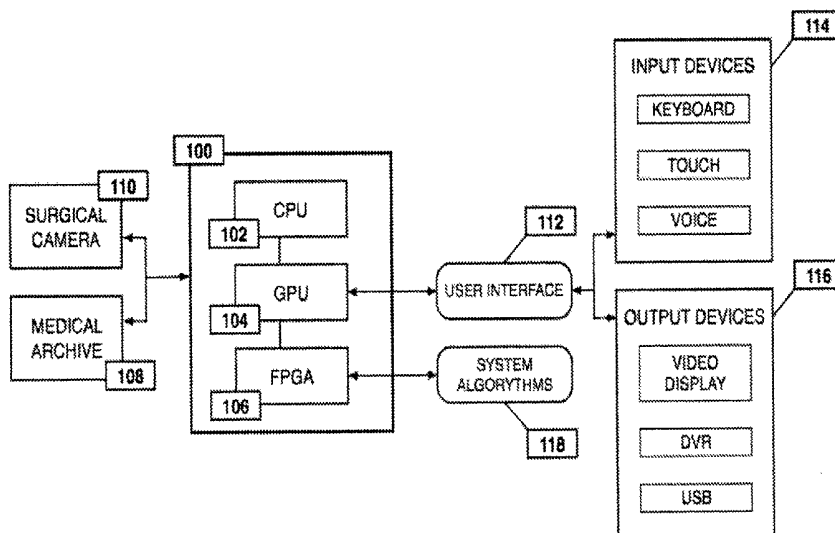 114
INPUT DEVICES
KEYBOARD
TOUCH
VOICE
100
110
SURGICAL
CAMERA
CPU
102
112
GPU
104
USER INTERFACE
116
MEDICAL
ARCHIVE
108
OUTPUT DEVICES
VIDEO
DISPLAY
FPGA
106
SYSTEM
ALGORYTHMS
118
DVR
USB